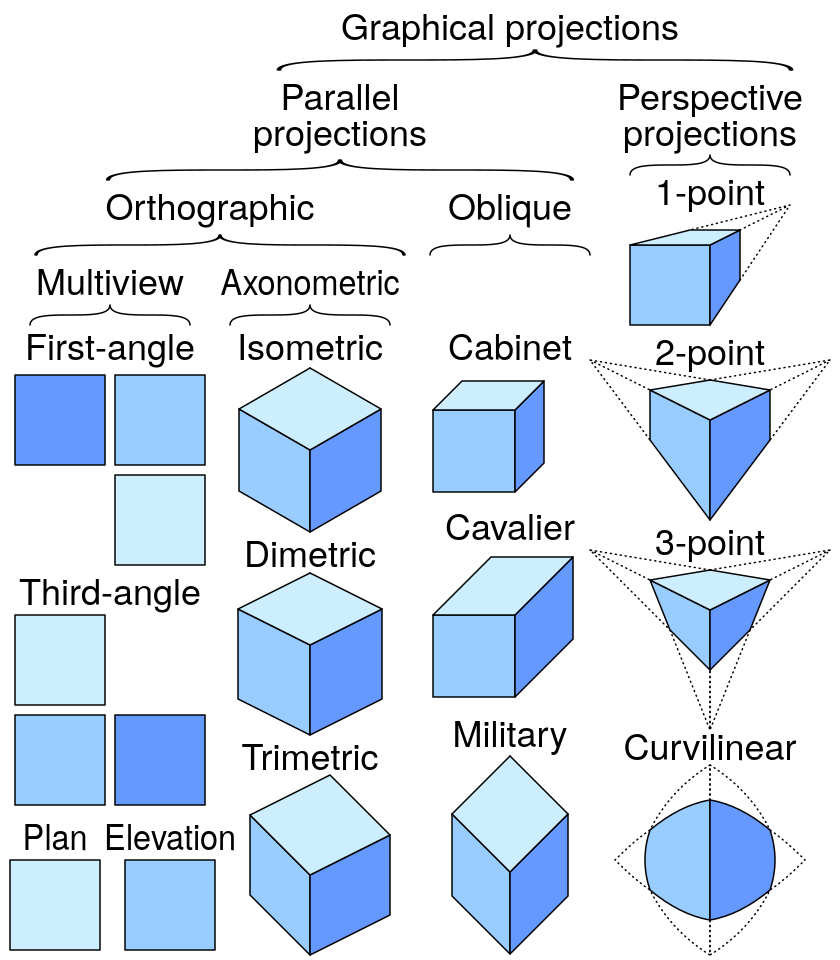 Graphical projections
Parallel
projections
Perspective
projections
Orthographic
Oblique
1-point
Multiview
Axonometric
First-angle
Isometric
Cabinet
2-point
Cavalier
3-point
Dimetric
Third-angle
Military
Curvilinear
Trimetric
Plan
Elevation